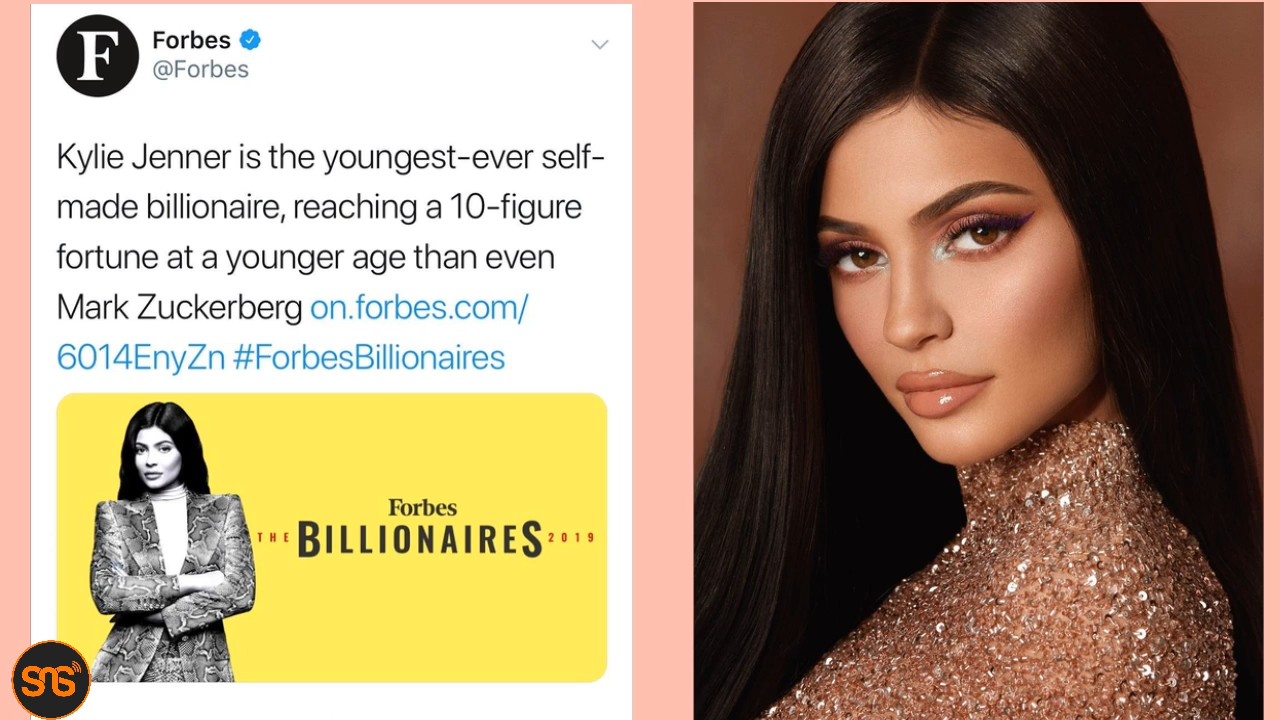 F
Forbes
@Forbes
Kylie Jenner is the youngest-ever self-
made billionaire, reaching a 10-figure
fortune at a younger age than even
Mark Zuckerberg on.forbes.com/
6014EnyZn #ForbesBillionaires
Forbes
THE BILLIONAIRES 2019
SNS